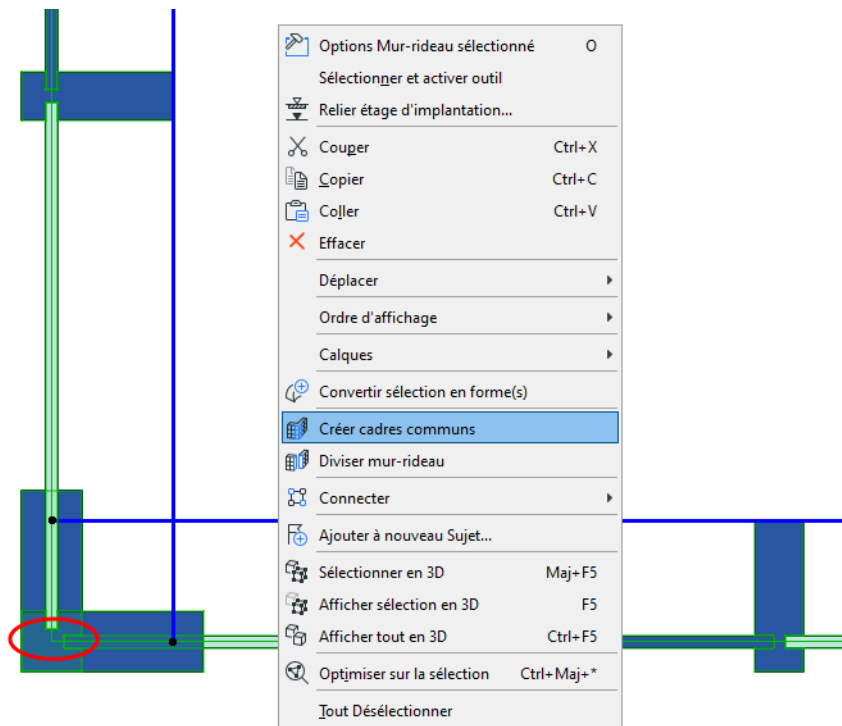 Options Mur-rideau sélectionné O
Sélectionner et activer outil
Relier étage d'implantation...
Couper Ctrl+X
Copier Ctrl+C
Coller Ctrl+V
Effacer
Déplacer
Ordre d'affichage
Calques
Convertir sélection en forme(s)
Créer cadres communs
Diviser mur-rideau
Connecter
Ajouter à nouveau Sujet...
Sélectionner en 3D Maj+F5
Afficher sélection en 3D F5
Afficher tout en 3D Ctrl+F5
Optimiser sur la sélection Ctrl+Maj+*
Tout Désélectionner